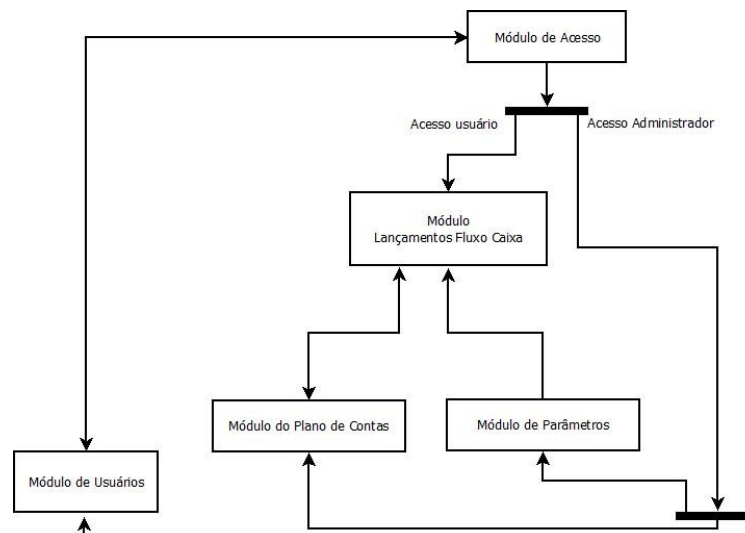 Módulo de Acesso
Acesso usuário
Acesso Administrador
Módulo
Lançamentos Fluxo Caixa
Módulo do Plano de Contas
Módulo de Parâmetros
Módulo de Usuários